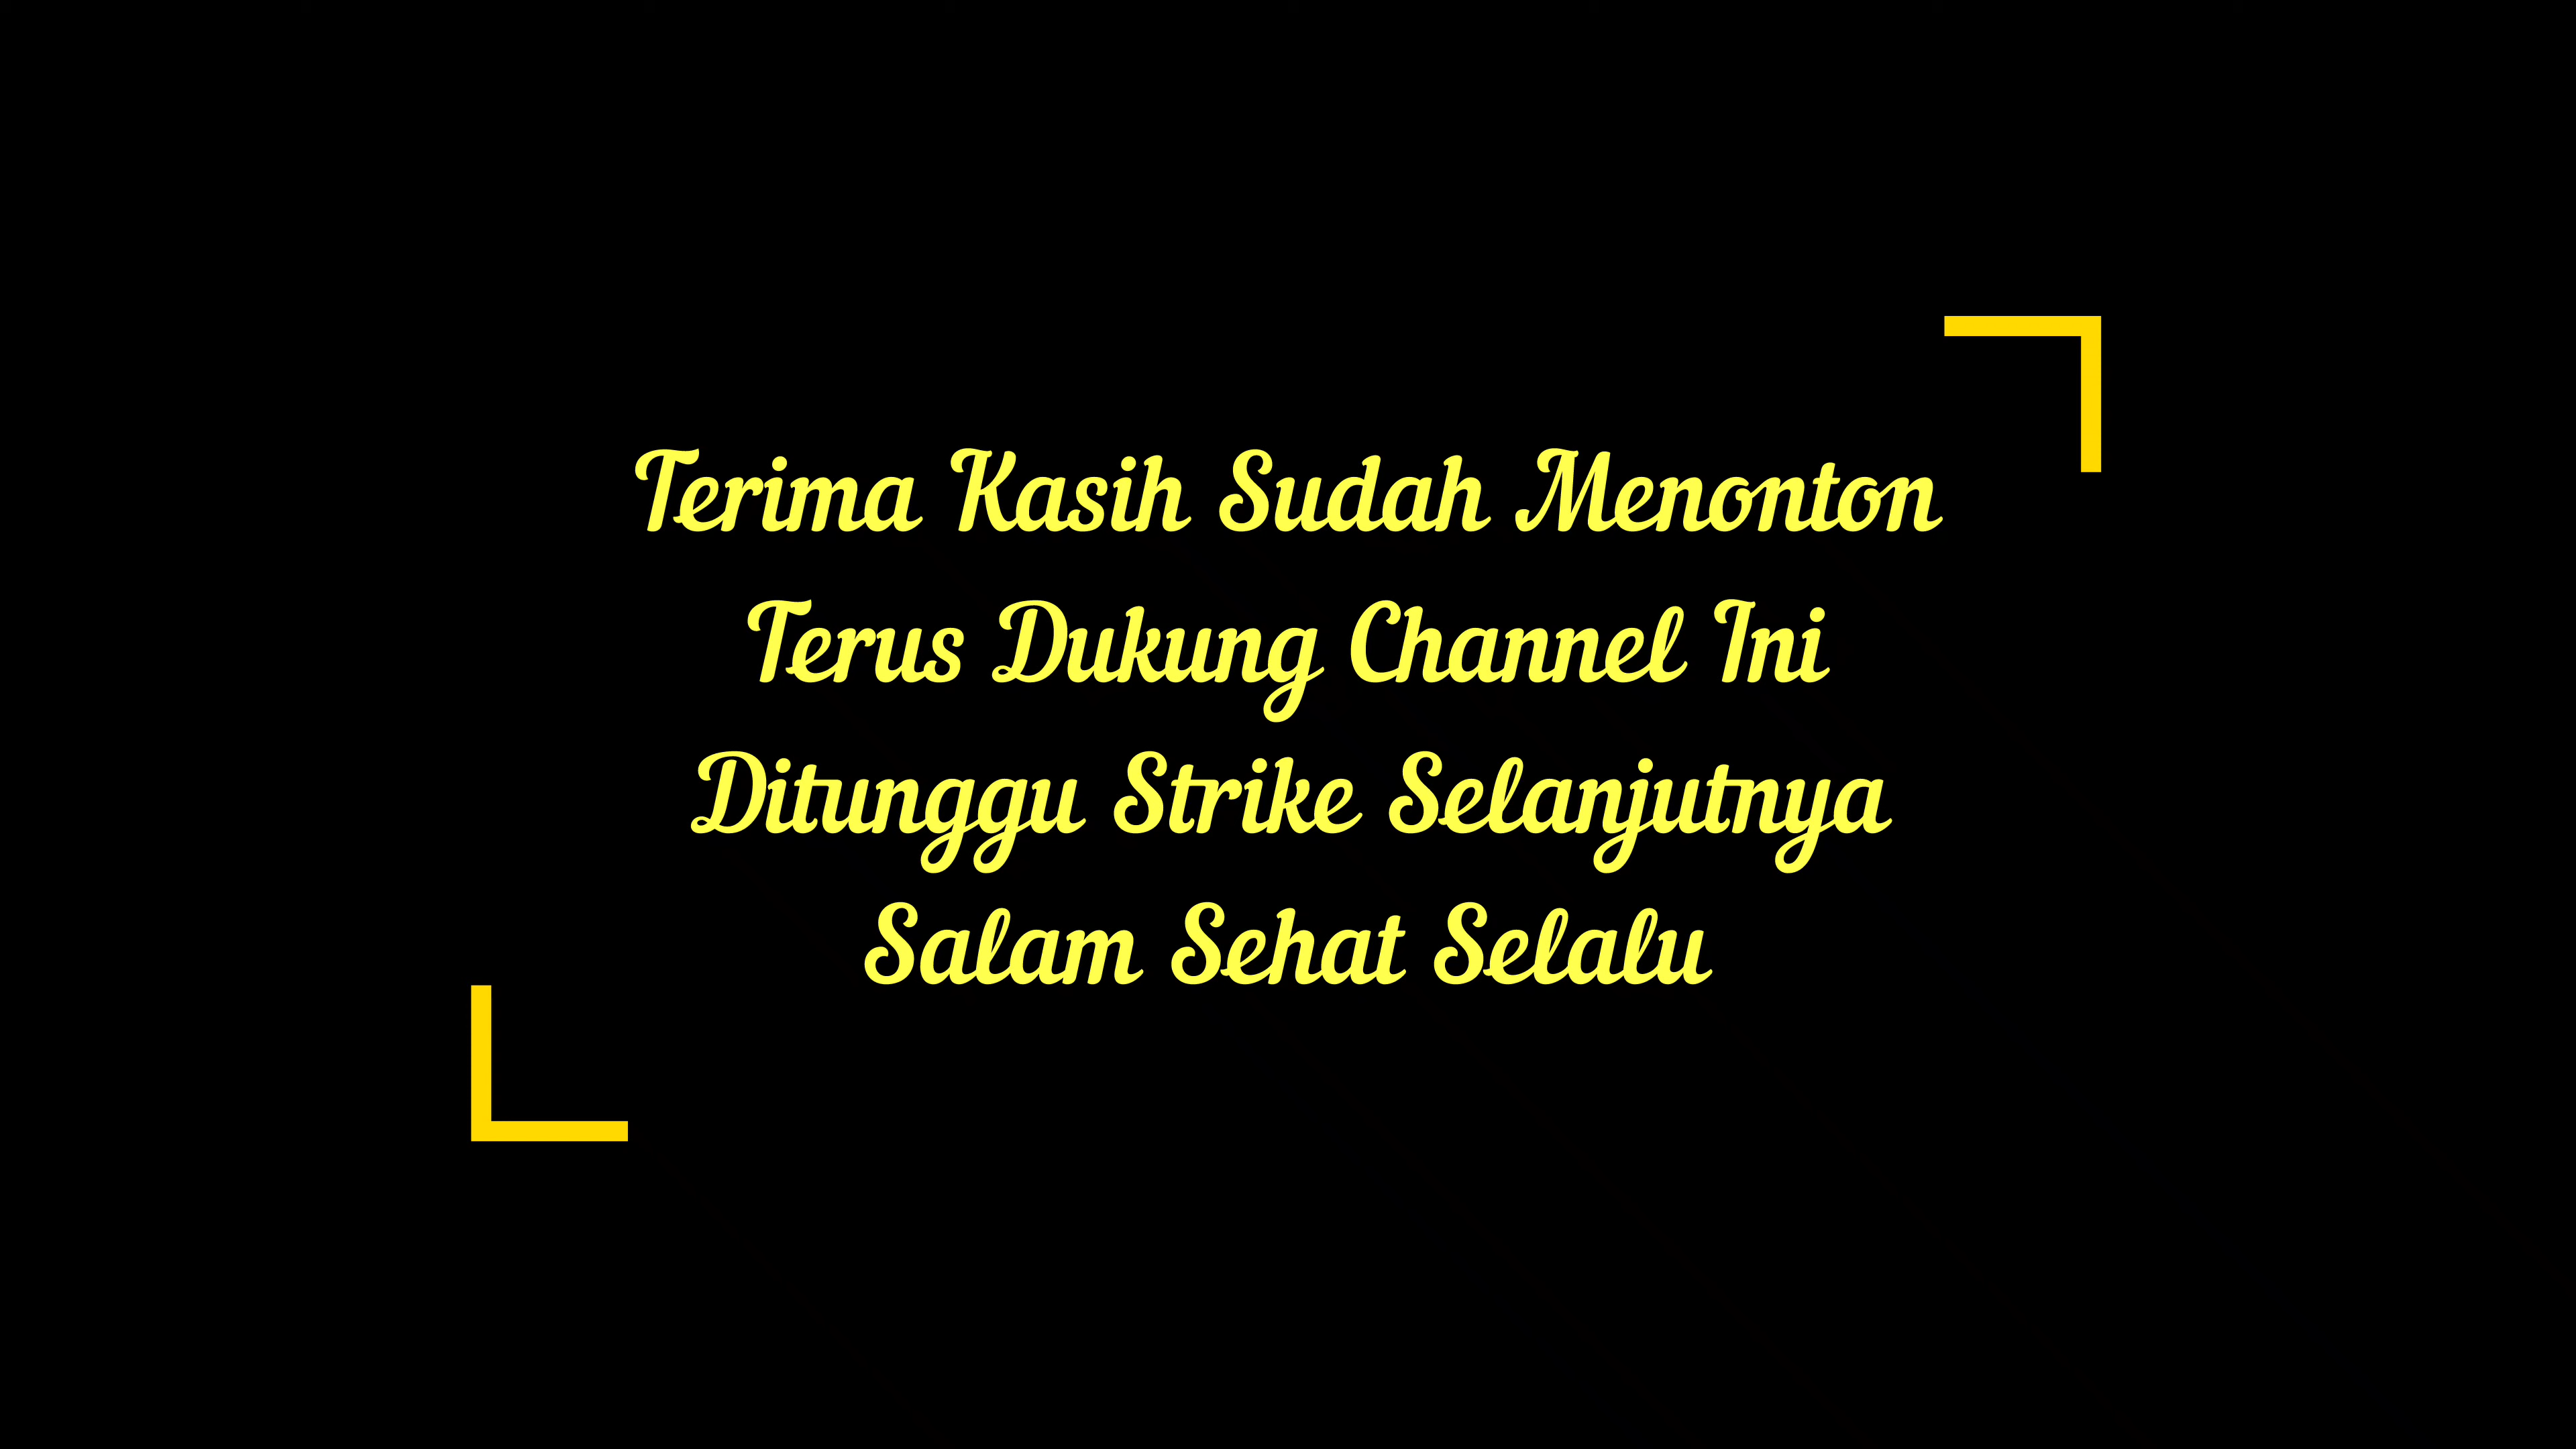 Terima Kasih Sudah Menonton
Terus Dukung Channel Ini
Ditunggu Strike Selanjutnya
Salam Sehat Selalu